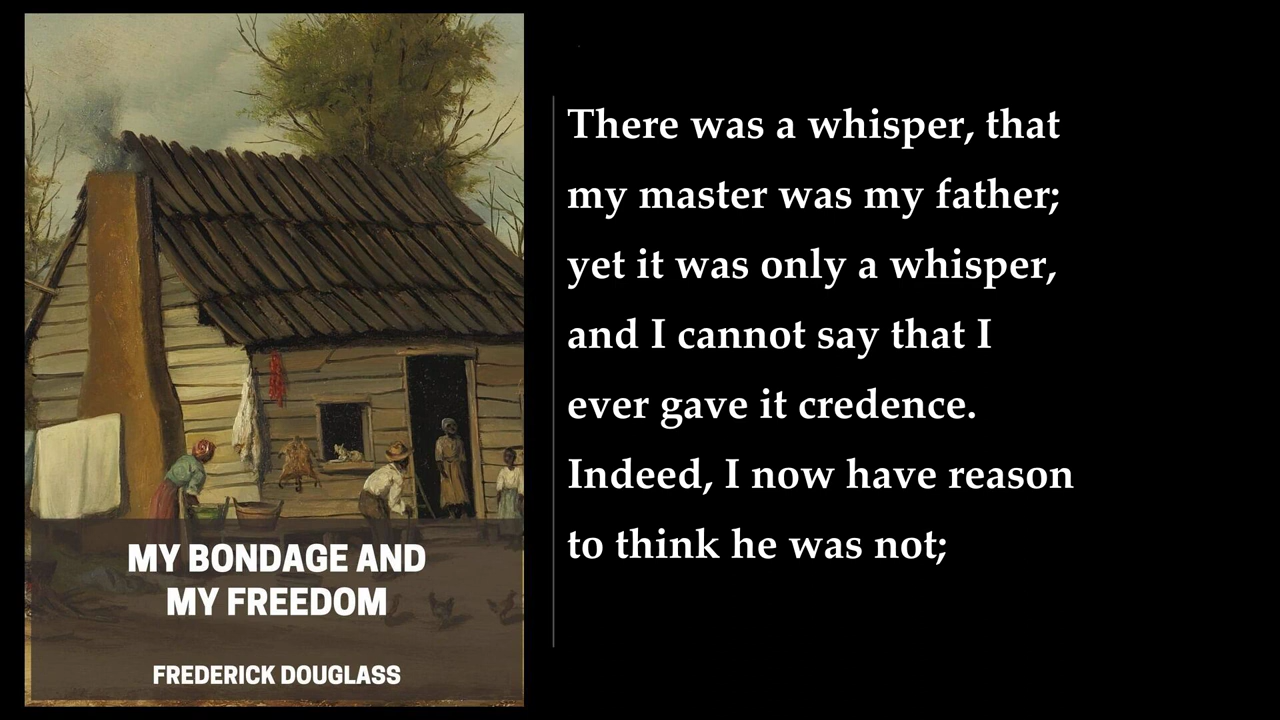 MY BONDAGE AND
MY FREEDOM
FREDERICK DOUGLASS
There was a whisper, that
my master was my father;
yet it was only a whisper,
and I cannot say that I
ever gave it credence.
Indeed, I now have reason
to think he was not;